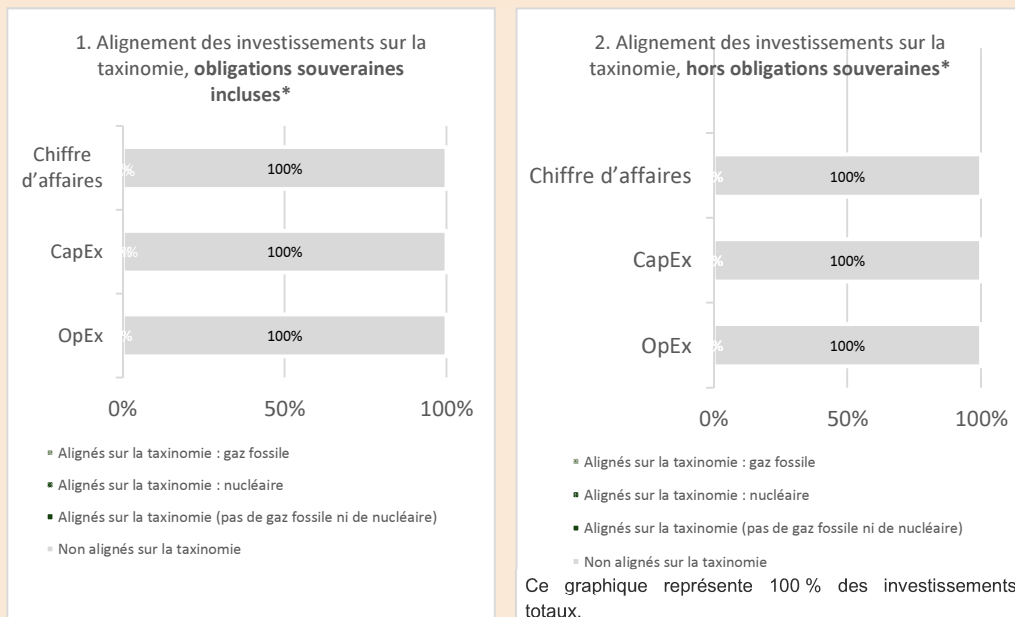 1. Alignement des investissements sur la
taxinomie, obligations souveraines
incluses*
Chiffre
d'affaires
100%
CapEx
100%
OpEx
100%
0% 50% 100%
Alignés sur la taxinomie : gaz fossile
Alignés sur la taxinomie : nucléaire
Alignés sur la taxinomie (pas de gaz fossile ni de nucléaire)
Non alignés sur la taxinomie
2. Alignement des investissements sur la
taxinomie, hors obligations souveraines*
Chiffre d'affaires
100%
CapEx
100%
OpEx
100%
0% 50% 100%
Alignés sur la taxinomie : gaz fossile
Alignés sur la taxinomie : nucléaire
Alignés sur la taxinomie (pas de gaz fossile ni de nucléaire)
Non alignés sur la taxinomie
Ce graphique représente 100 % des investissements
totaux.